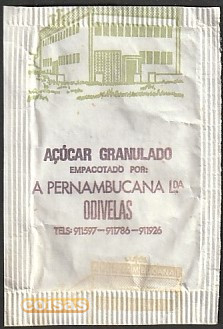 AÇÚCAR GRANULADO
EMPACOTADO POR:
A PERNAMBUCANA LDA
ODIVELAS
TELS: 911597-911786-911926